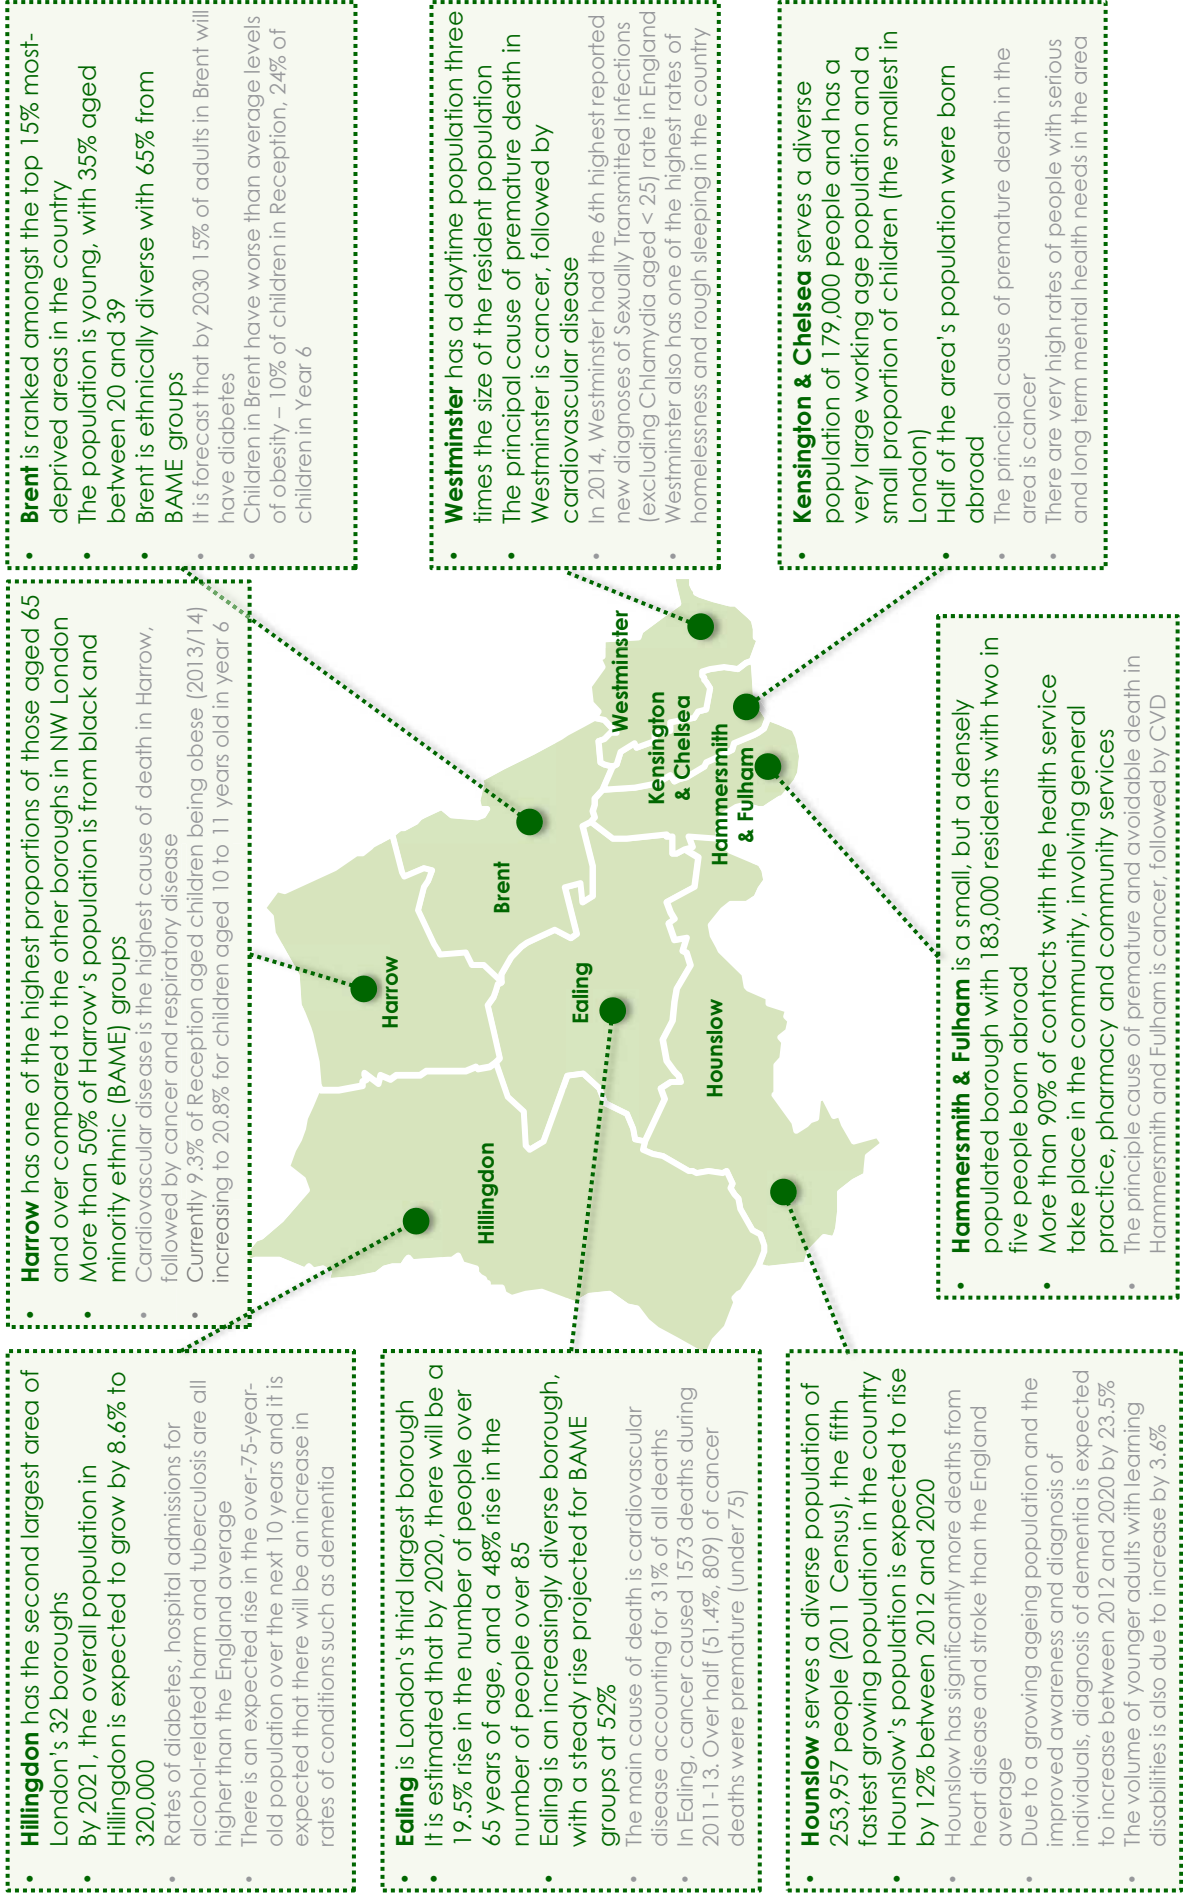 • Hillingdon has the second largest area of
London's 32 boroughs
• By 2021, the overall population in
Hillingdon is expected to grow by 8.6% to
320,000
• Rates of diabetes, hospital admissions for
alcohol-related harm and tuberculosis are all
higher than the England average
• There is an expected rise in the over-75-year-
old population over the next 10 years and it is
expected that there will be an increase in
rates of conditions such as dementia
• Harrow has one of the highest proportions of those aged 65
and over compared to the other boroughs in NW London
• More than 50% of Harrow's population is from black and
minority ethnic (BAME) groups
• Cardiovascular disease is the highest cause of death in Harrow,
followed by cancer and respiratory disease
• Currently 9.3% of Reception aged children being obese (2013/14)
increasing to 20.8% for children aged 10 to 11 years old in year 6
• Brent is ranked amongst the top 15% most-
deprived areas in the country
• The population is young, with 35% aged
between 20 and 39
• Brent is ethnically diverse with 65% from
BAME groups
• It is forecast that by 2030 15% of adults in Brent will
have diabetes
• Children in Brent have worse than average levels
of obesity – 10% of children in Reception, 24% of
children in Year 6
• Ealing is London's third largest borough
• It is estimated that by 2020, there will be a
19.5% rise in the number of people over
65 years of age, and a 48% rise in the
number of people over 85
• Ealing is an increasingly diverse borough,
with a steady rise projected for BAME
groups at 52%
• The main cause of death is cardiovascular
disease accounting for 31% of all deaths
• In Ealing, cancer caused 1573 deaths during
2011-13. Over half (51.4%, 809) of cancer
deaths were premature (under 75)
Harrow
Brent
Hillingdon
Ealing
Westminster
Kensington
& Chelsea
Hounslow
Hammersmith
& Fulham
• Westminster has a daytime population three
times the size of the resident population
• The principal cause of premature death in
Westminster is cancer, followed by
cardiovascular disease
• In 2014, Westminster had the 6th highest reported
new diagnoses of Sexually Transmitted Infections
(excluding Chlamydia aged < 25) rate in England
• Westminster also has one of the highest rates of
homelessness and rough sleeping in the country
• Hounslow serves a diverse population of
253,957 people (2011 Census), the fifth
fastest growing population in the country
• Hounslow's population is expected to rise
by 12% between 2012 and 2020
• Hounslow has significantly more deaths from
heart disease and stroke than the England
average
• Due to a growing ageing population and the
improved awareness and diagnosis of
individuals, diagnosis of dementia is expected
to increase between 2012 and 2020 by 23.5%
• The volume of younger adults with learning
disabilities is also due to increase by 3.6%
• Hammersmith & Fulham is a small, but a densely
populated borough with 183,000 residents with two in
five people born abroad
• More than 90% of contacts with the health service
take place in the community, involving general
practice, pharmacy and community services
• The principle cause of premature and avoidable death in
Hammersmith and Fulham is cancer, followed by CVD
• Kensington & Chelsea serves a diverse
population of 179,000 people and has a
very large working age population and a
small proportion of children (the smallest in
London)
• Half of the area's population were born
abroad
• The principal cause of premature death in the
area is cancer
• There are very high rates of people with serious
and long term mental health needs in the area